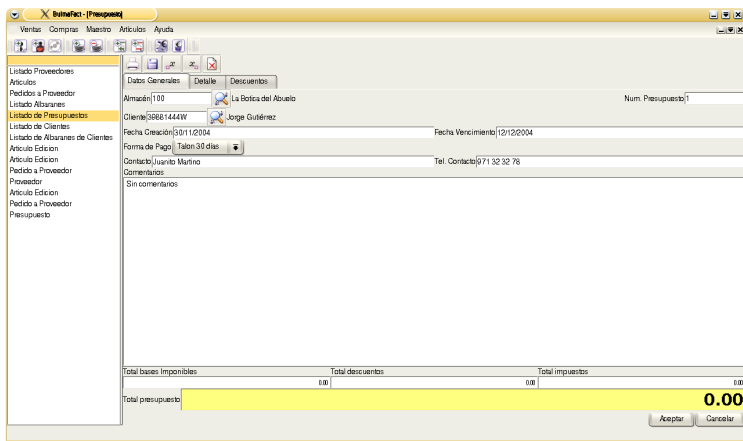 BulmaFact - [Presupuesto]
Ventas Compras Maestro Artículos Ayuda
Listado Proveedores
Articulos
Pedidos a Proveedor
Listado Albaranes
Listado de Presupuestos
Listado de Clientes
Listado de Albaranes de Clientes
Articulo Edicion
Articulo Edicion
Pedido a Proveedor
Proveedor
Articulo Edicion
Pedido a Proveedor
Presupuesto
Datos Generales Detalle Descuentos
Almacén 100 La Botica del Abuelo Num. Presupuesto 1
Cliente 39881444W Jorge Gutiérrez
Fecha Creación 30/11/2004 Fecha Vencimiento 12/12/2004
Forma de Pago Talon 30 días
Contacto Juanito Martino Tel. Contacto 971 32 32 78
Comentarios
Sin comentarios
Total bases Imponibles Total descuentos Total impuestos
0.00 0.00 0.00
Total presupuesto 0.00
Aceptar Cancelar